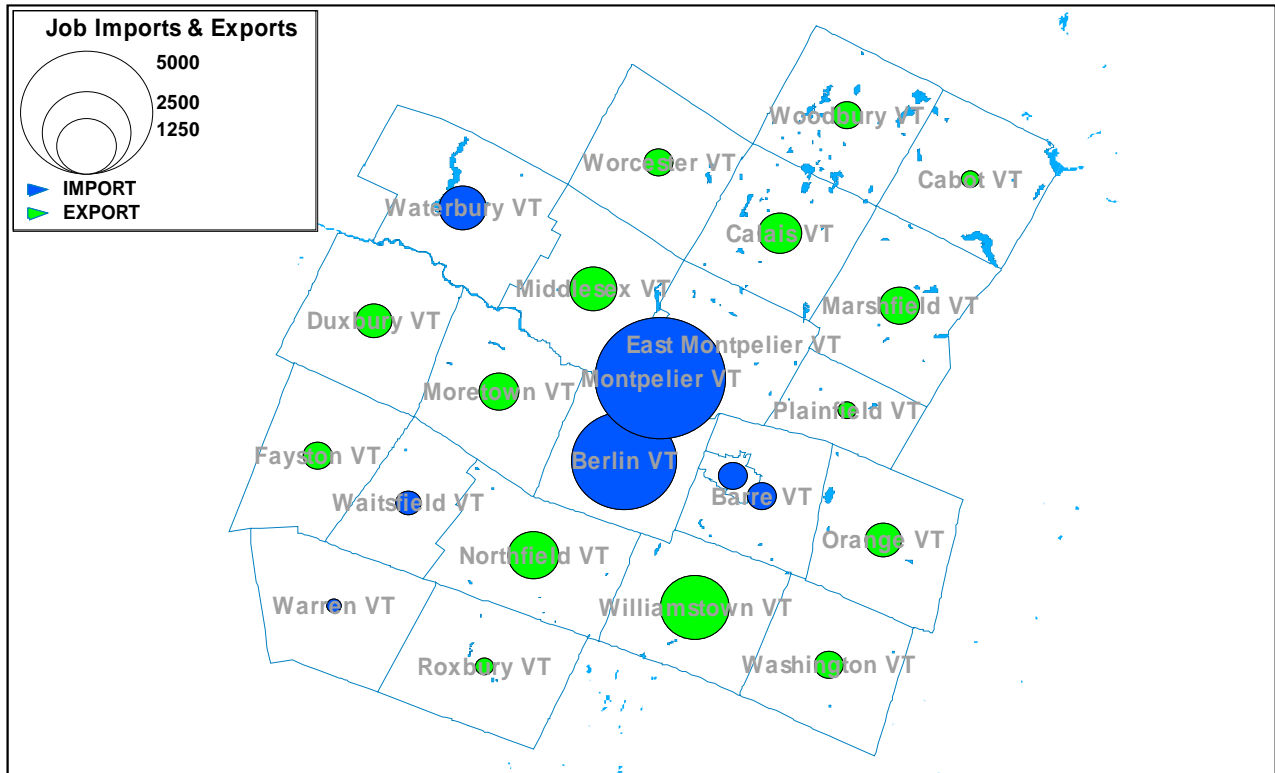 Job Imports & Exports
5000
2500
1250
IMPORT
EXPORT
Woodbury VT
Worcester VT
Cabot VT
Waterbury VT
Calais VT
Middlesex VT
Marshfield VT
Duxbury VT
East Montpelier VT
Montpelier VT
Moretown VT
Plainfield VT
Fayston VT
Berlin VT
Waitsfield VT
Barre VT
Orange VT
Northfield VT
Warren VT
Williamstown VT
Roxbury VT
Washington VT